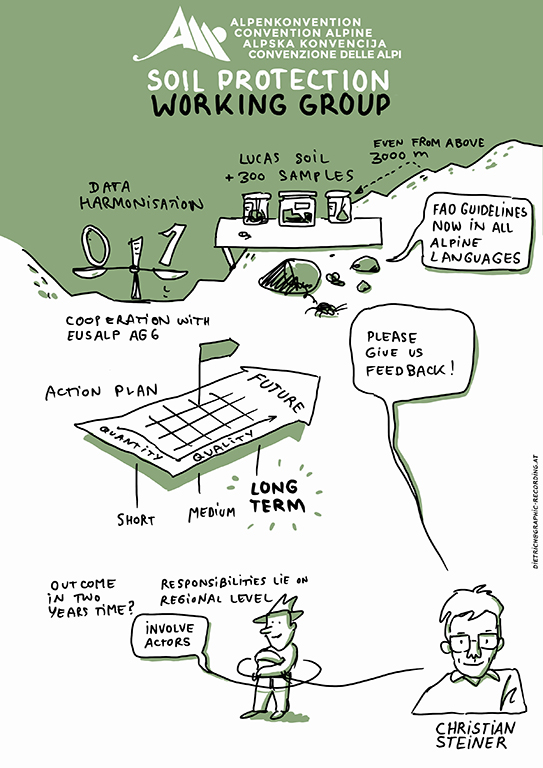 ALPENKONVENTION
CONVENTION ALPINE
ALPSKA KONVENCIJA
CONVENZIONE DELLE ALPI
SOIL PROTECTION
WORKING GROUP
DATA
HARMONISATION
0 1
LUCAS SOIL
+300 SAMPLES
EVEN FROM ABOVE
3000 m
FAO GUIDELINES
NOW IN ALL
ALPINE
LANGUAGES
COOPERATION WITH
EUSALP AG6
PLEASE
GIVE US
FEEDBACK!
ACTION PLAN
FUTURE
QUANTITY
QUALITY
SHORT
MEDIUM
LONG
TERM
OUTCOME
IN TWO
YEARS TIME?
RESPONSIBILITIES LIE ON
REGIONAL LEVEL
INVOLVE
ACTORS
CHRISTIAN
STEINER
DIETRICH@GRAPHIC-RECORDING.AT